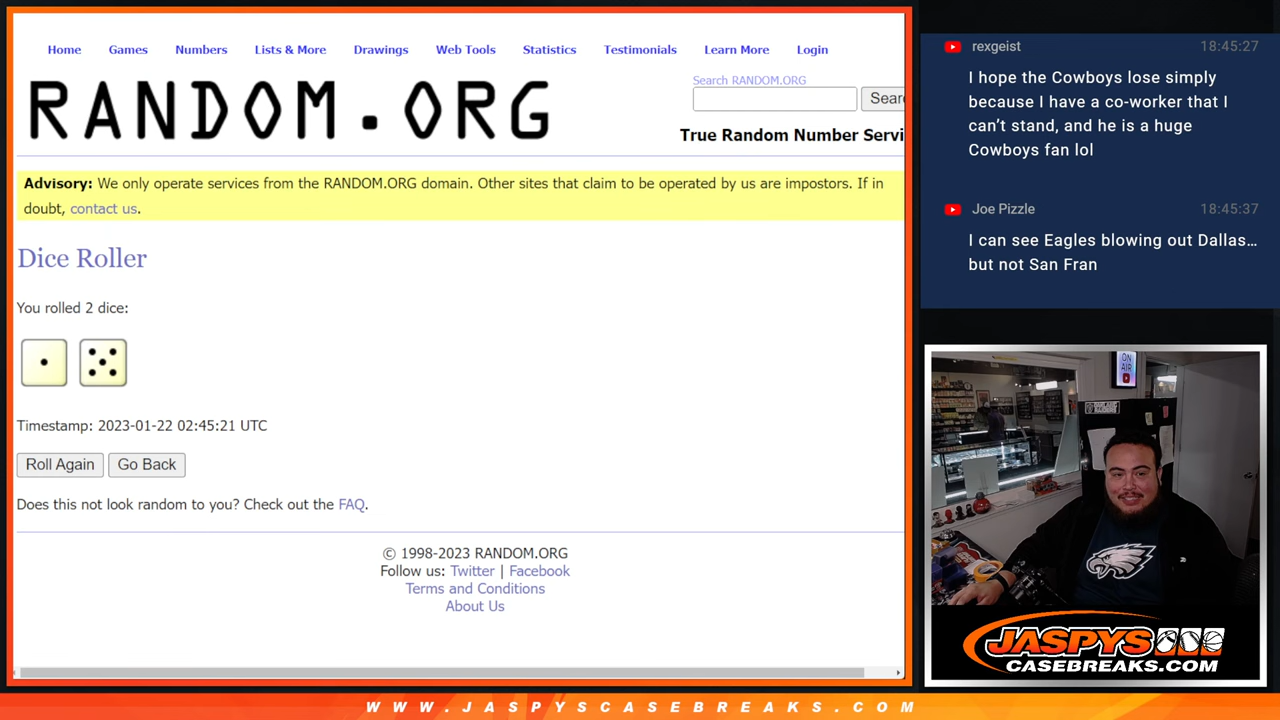 Home Games Numbers Lists & More Drawings Web Tools Statistics Testimonials Learn More Login
RANDOM.ORG
Search RANDOM.ORG
Sear
True Random Number Servi
Advisory: We only operate services from the RANDOM.ORG domain. Other sites that claim to be operated by us are impostors. If in
doubt, contact us.
Dice Roller
You rolled 2 dice:
Timestamp: 2023-01-22 02:45:21 UTC
Roll Again Go Back
Does this not look random to you? Check out the FAQ.
© 1998-2023 RANDOM.ORG
Follow us: Twitter | Facebook
Terms and Conditions
About Us
rexgeist 18:45:27
I hope the Cowboys lose simply
because I have a co-worker that I
can’t stand, and he is a huge
Cowboys fan lol
Joe Pizzle 18:45:37
I can see Eagles blowing out Dallas…
but not San Fran
ON
AIR
JASPYS
CASEBREAKS.COM
WWW.JASPYSCASEBREAKS.COM